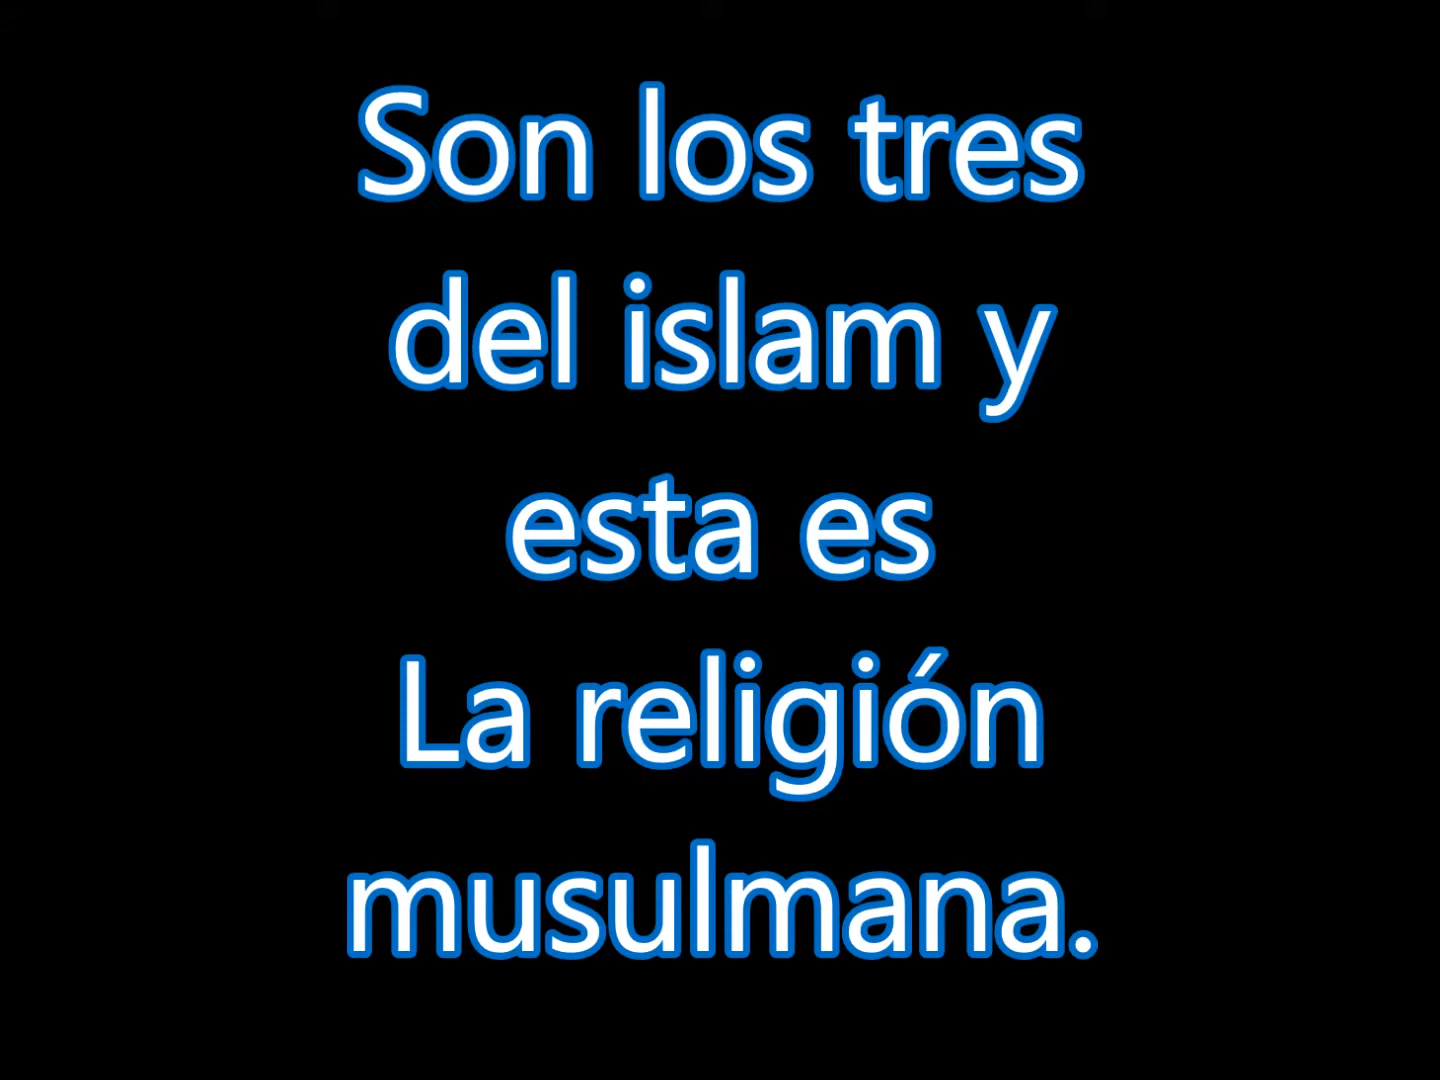 Son los tres
del islam y
esta es
La religión
musulmana.